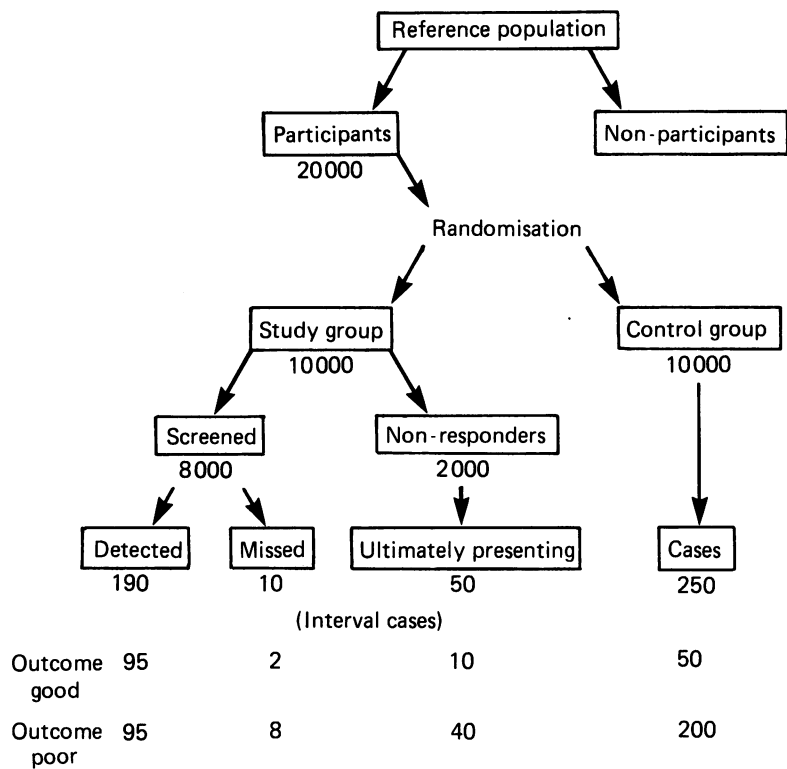 Reference population
Participants
Non-participants
20000
Randomisation
Study group
Control group
10000
10000
Screened
Non-responders
8000
2000
Detected
Missed
Ultimately presenting
Cases
190
10
50
250
(Interval cases)
Outcome good
95
2
10
50
Outcome poor
95
8
40
200